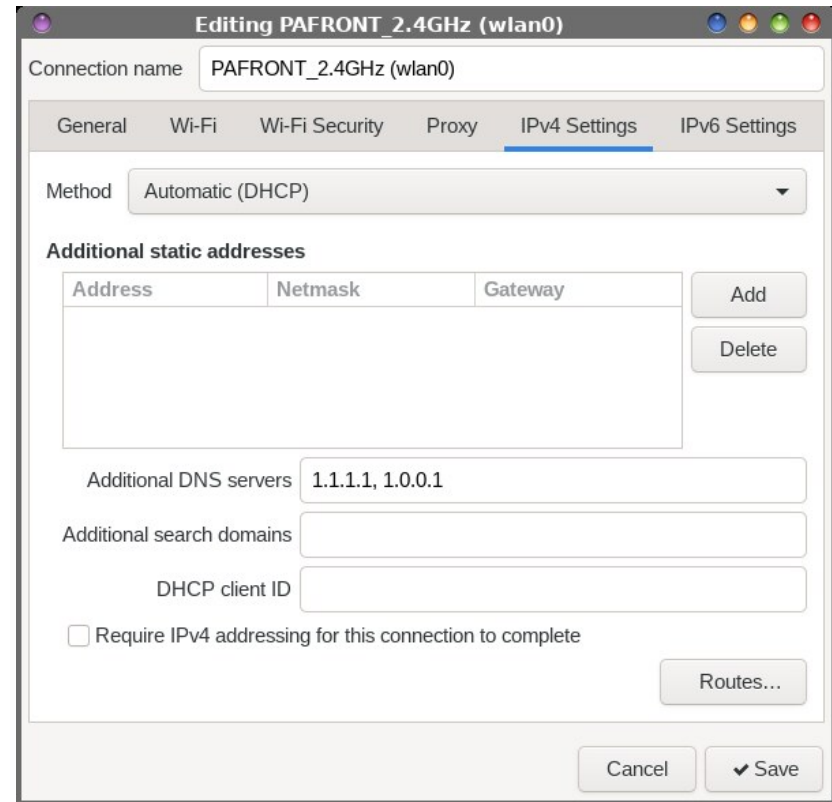 Editing PAFRONT_2.4GHz (wlan0)
Connection name PAFRONT_2.4GHz (wlan0)
General Wi-Fi Wi-Fi Security Proxy IPv4 Settings IPv6 Settings
Method Automatic (DHCP)
Additional static addresses
Address Netmask Gateway Add
Delete
Additional DNS servers 1.1.1.1, 1.0.0.1
Additional search domains
DHCP client ID
Require IPv4 addressing for this connection to complete
Routes...
Cancel Save